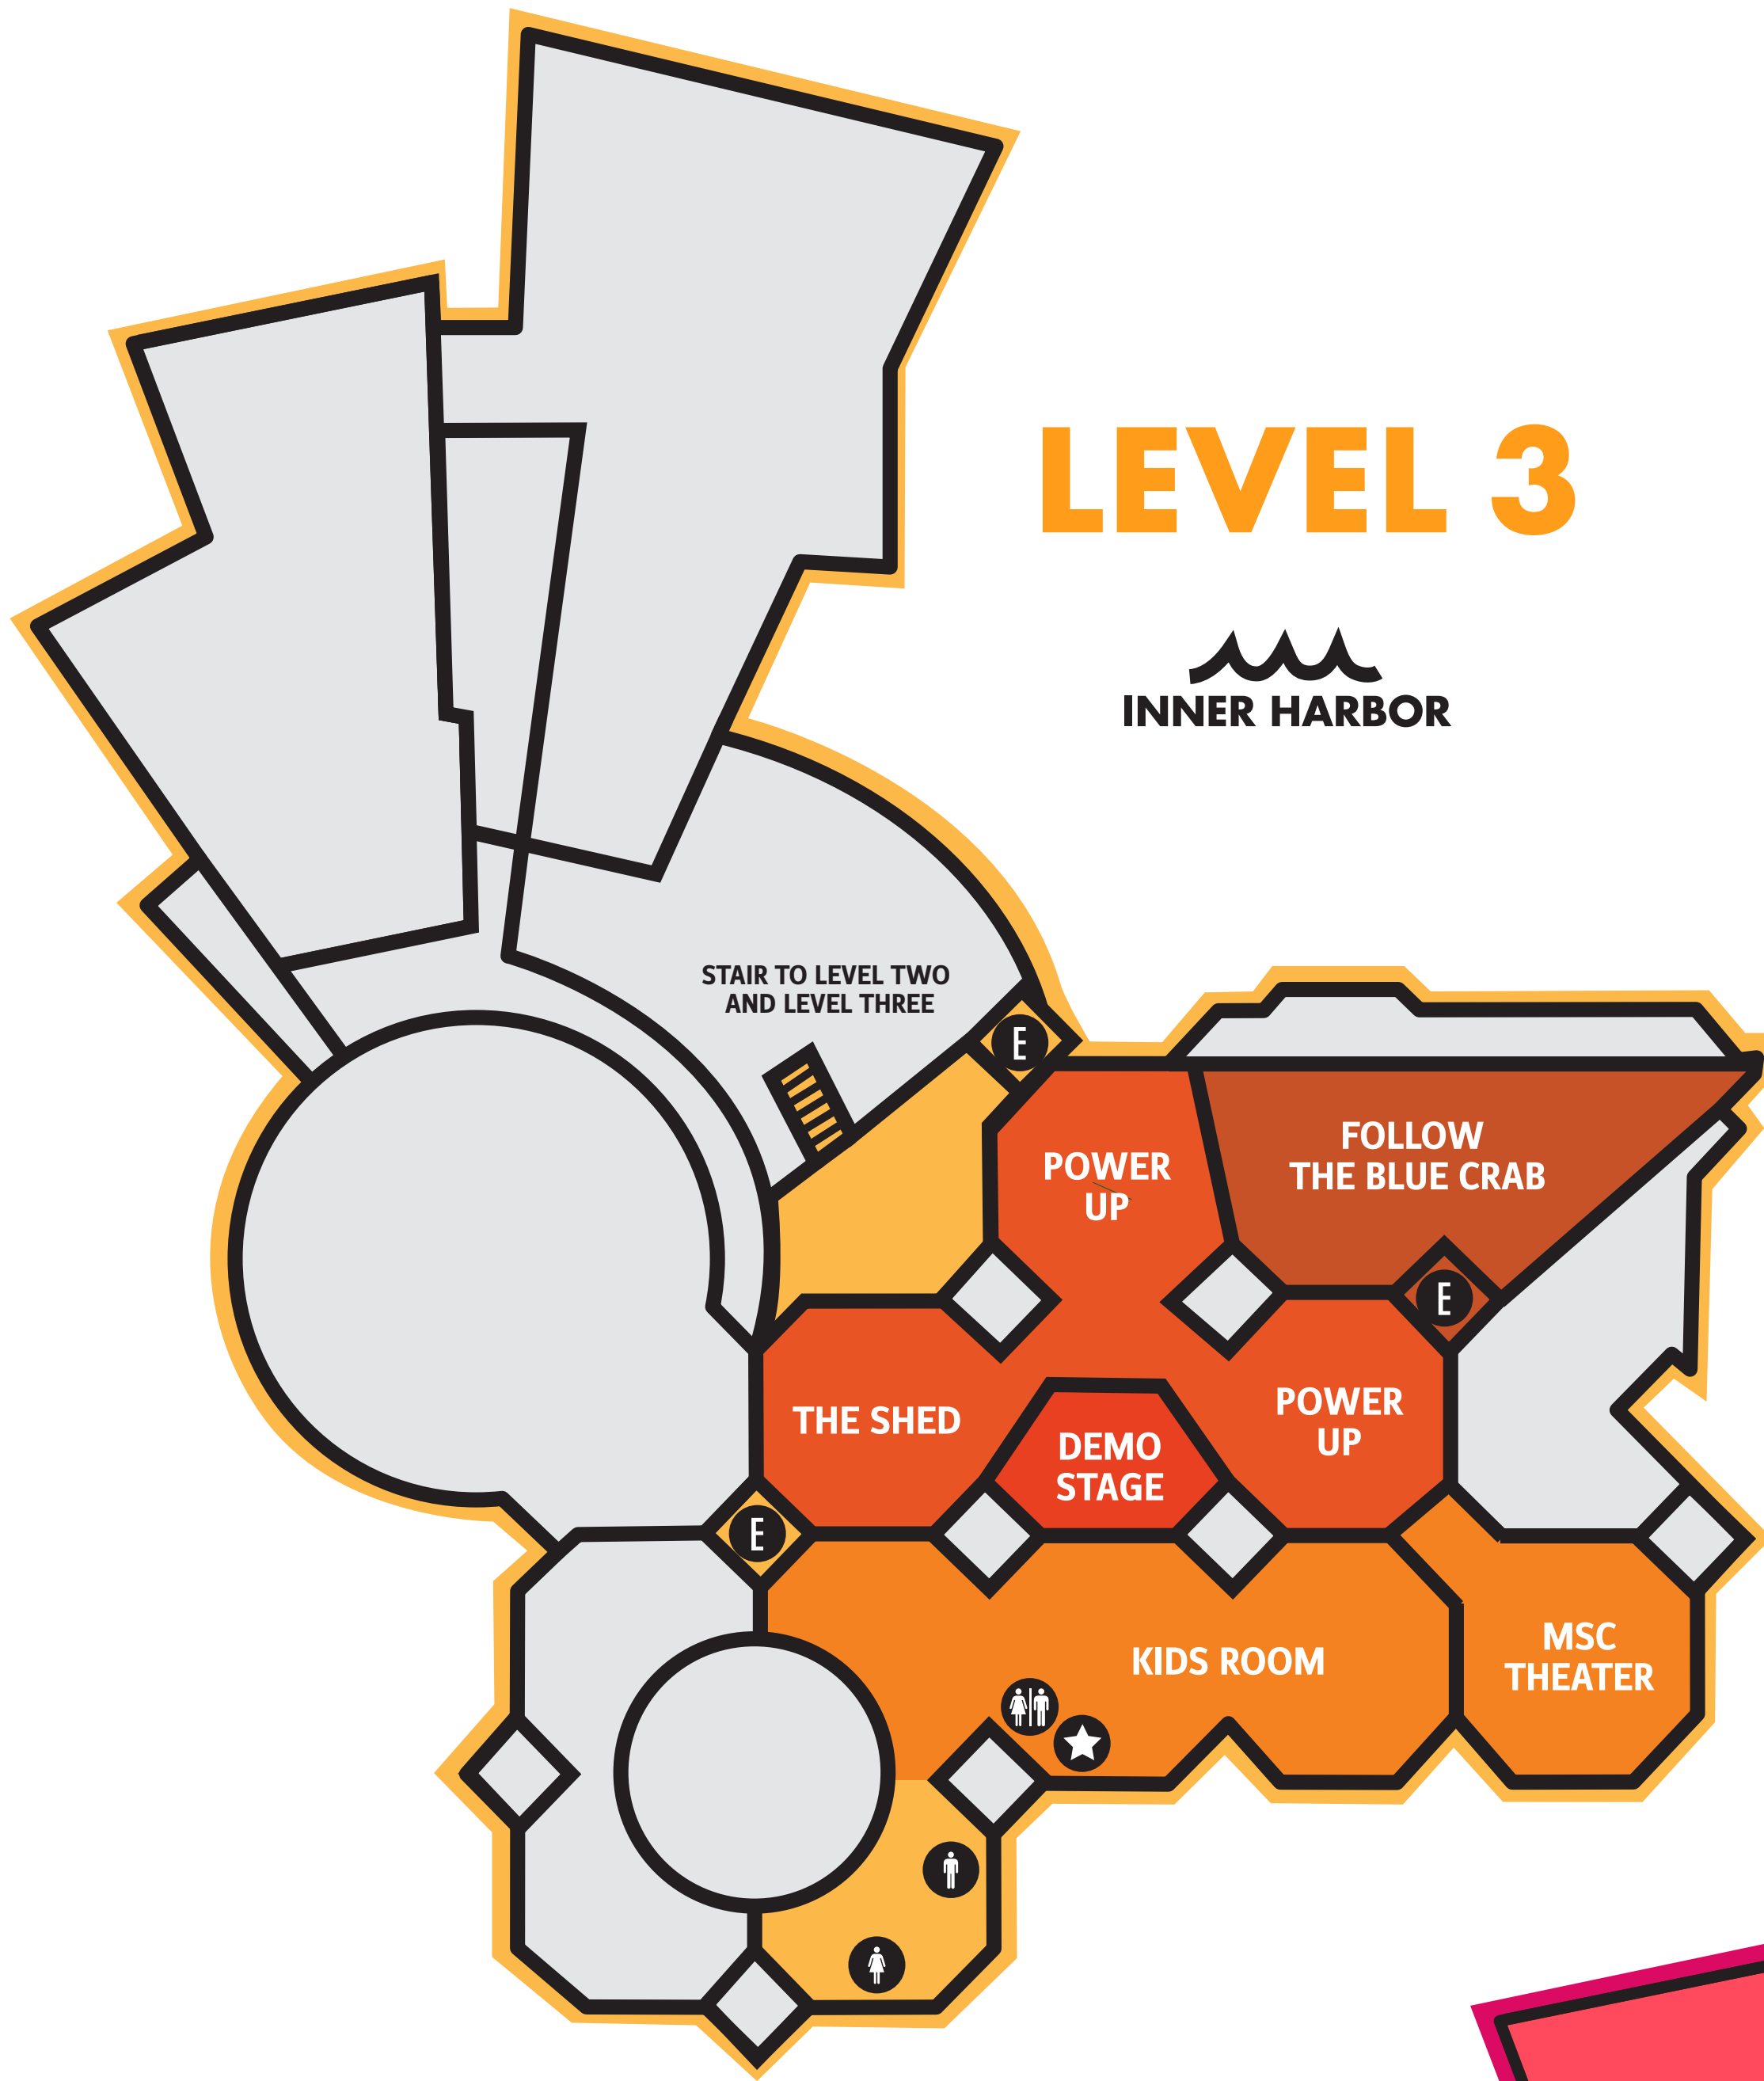 LEVEL 3
INNER HARBOR
STAIR TO LEVEL TWO
AND LEVEL THREE
E
POWER
UP
FOLLOW
THE BLUE CRAB
E
THE SHED
DEMO
STAGE
POWER
UP
E
KIDS ROOM
MSC
THEATER